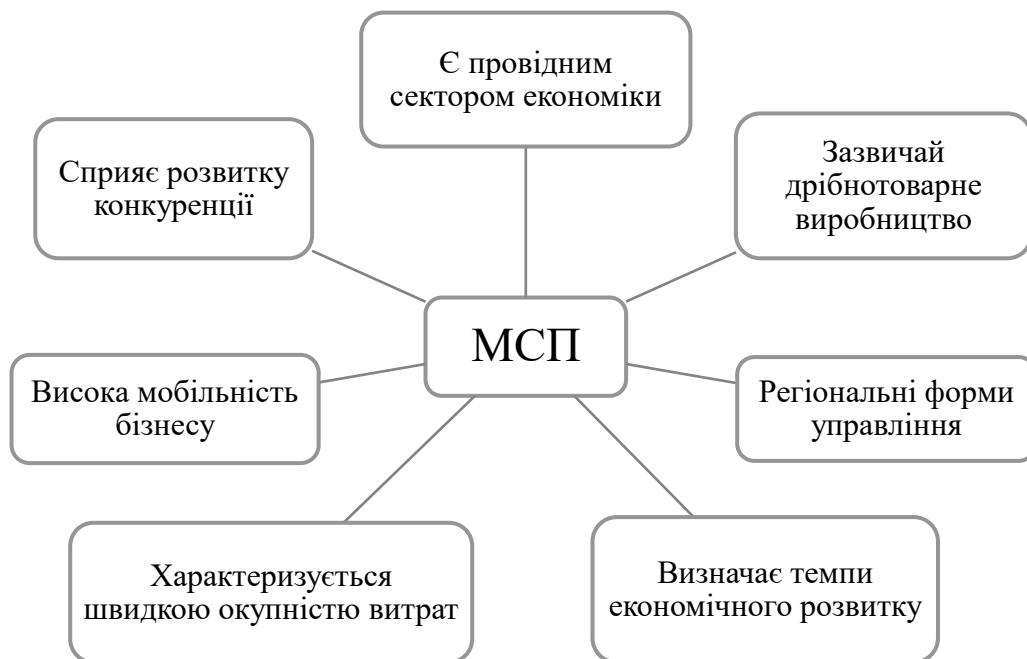 Є провідним
сектором економіки
Сприяє розвитку
конкуренції
Зазвичай
дрібнотоварне
виробництво
МСП
Висока мобільність
бізнесу
Регіональні форми
управління
Характеризується
швидкою окупністю витрат
Визначає темпи
економічного розвитку